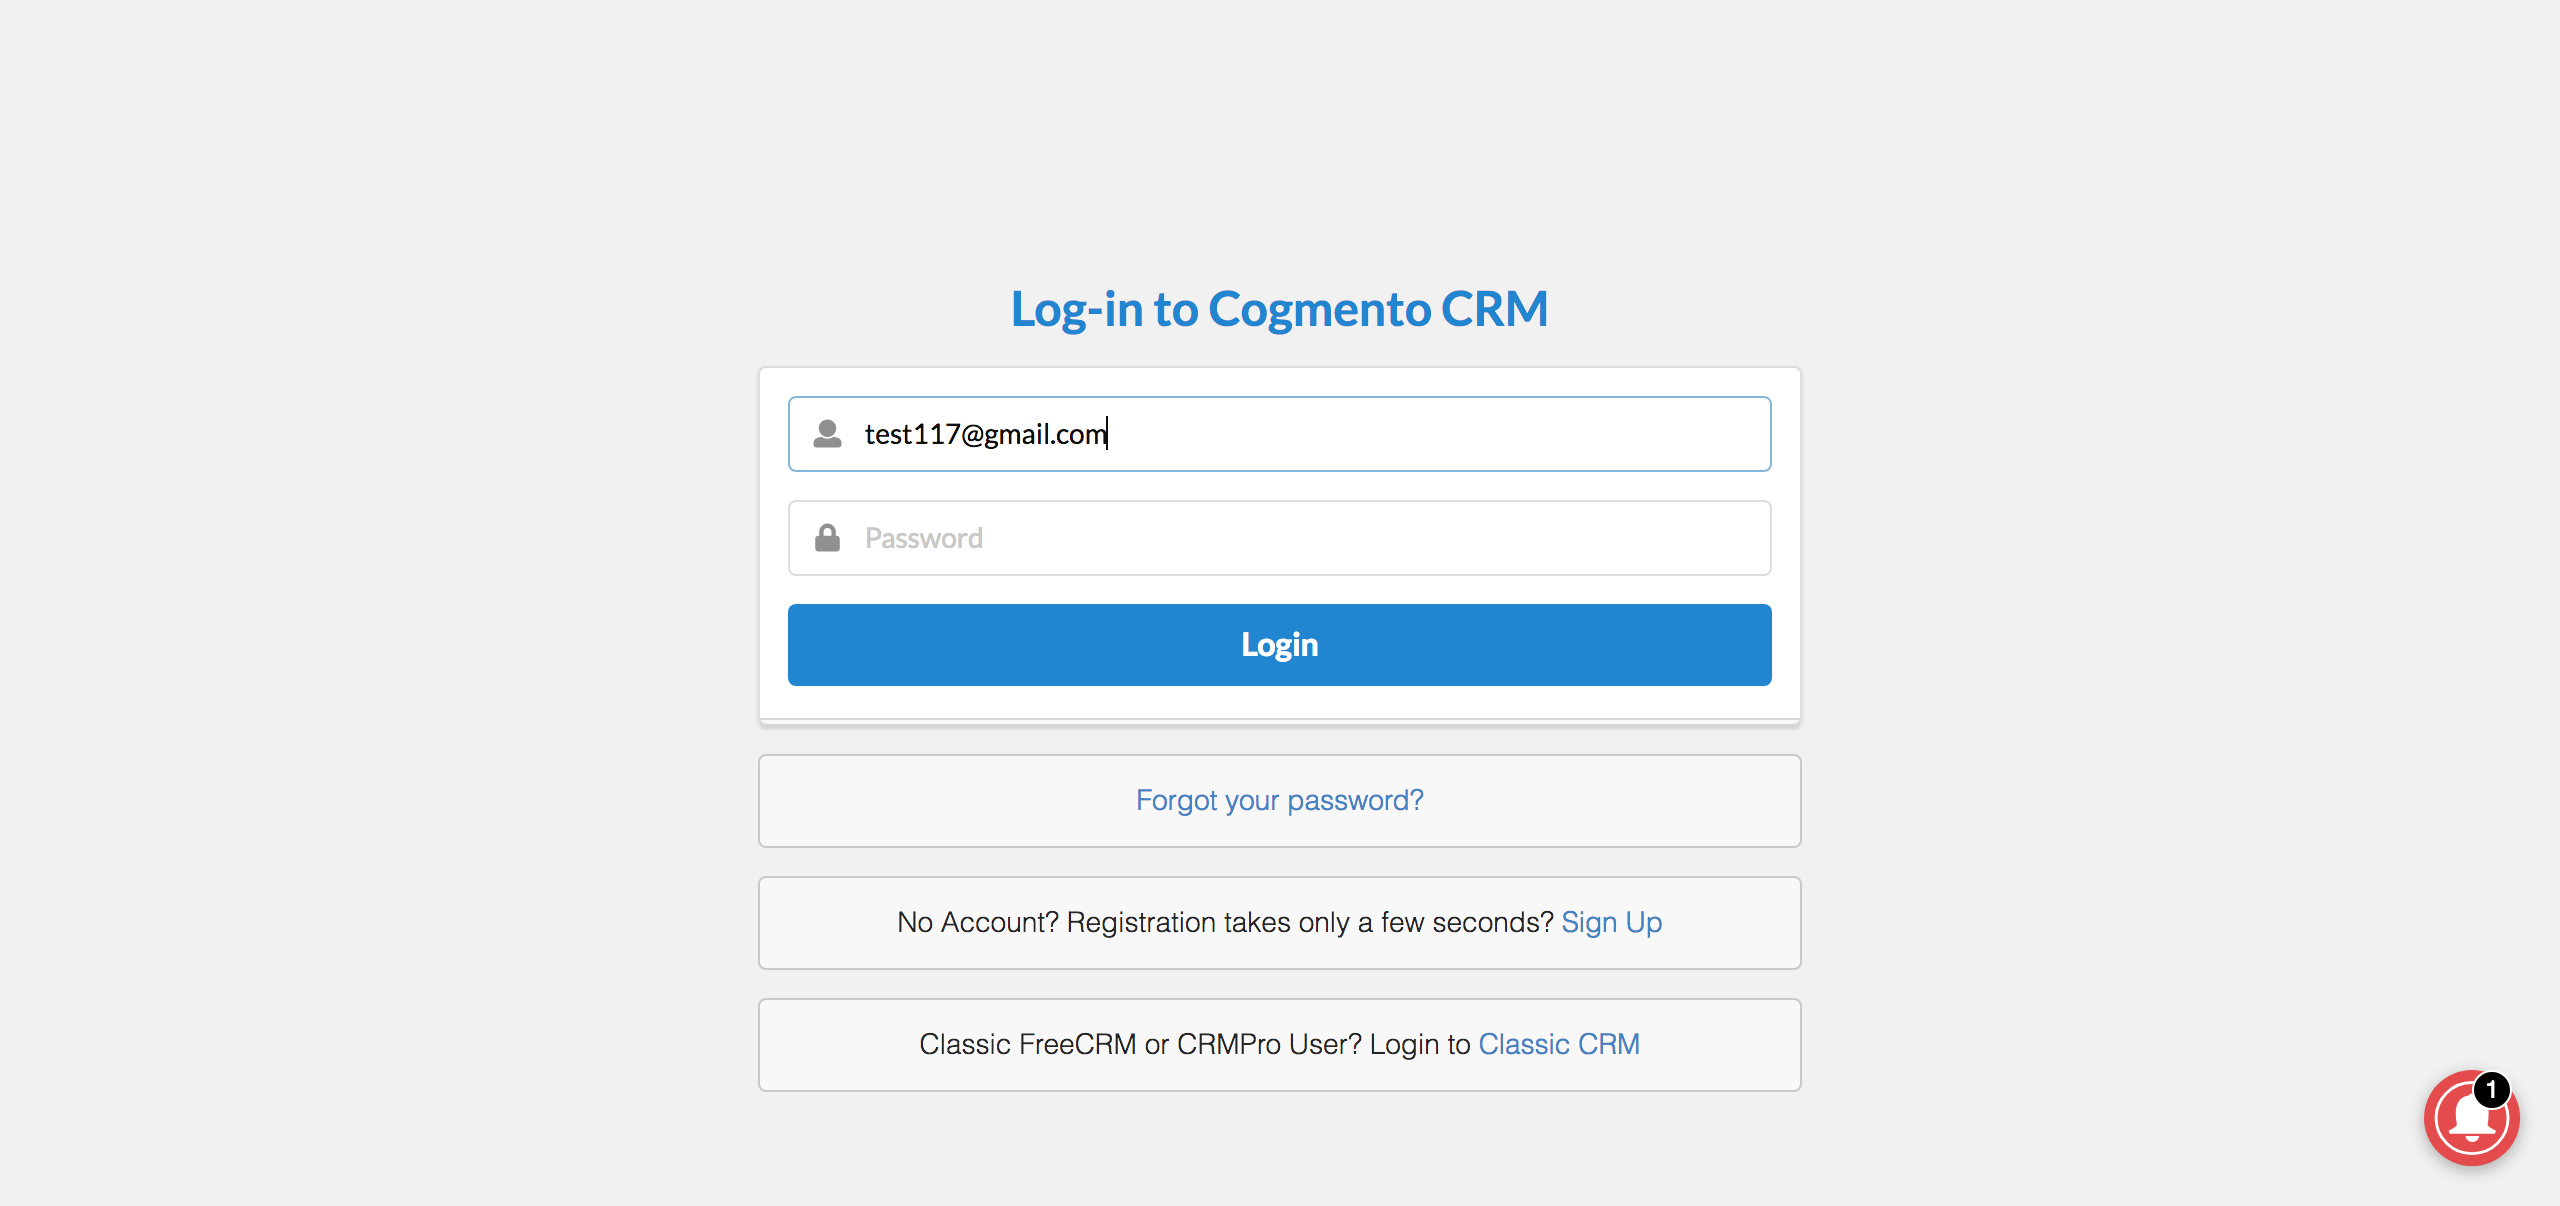 Log-in to Cogmento CRM
test117@gmail.com
Password
Login
Forgot your password?
No Account? Registration takes only a few seconds? Sign Up
Classic FreeCRM or CRMPro User? Login to Classic CRM
1